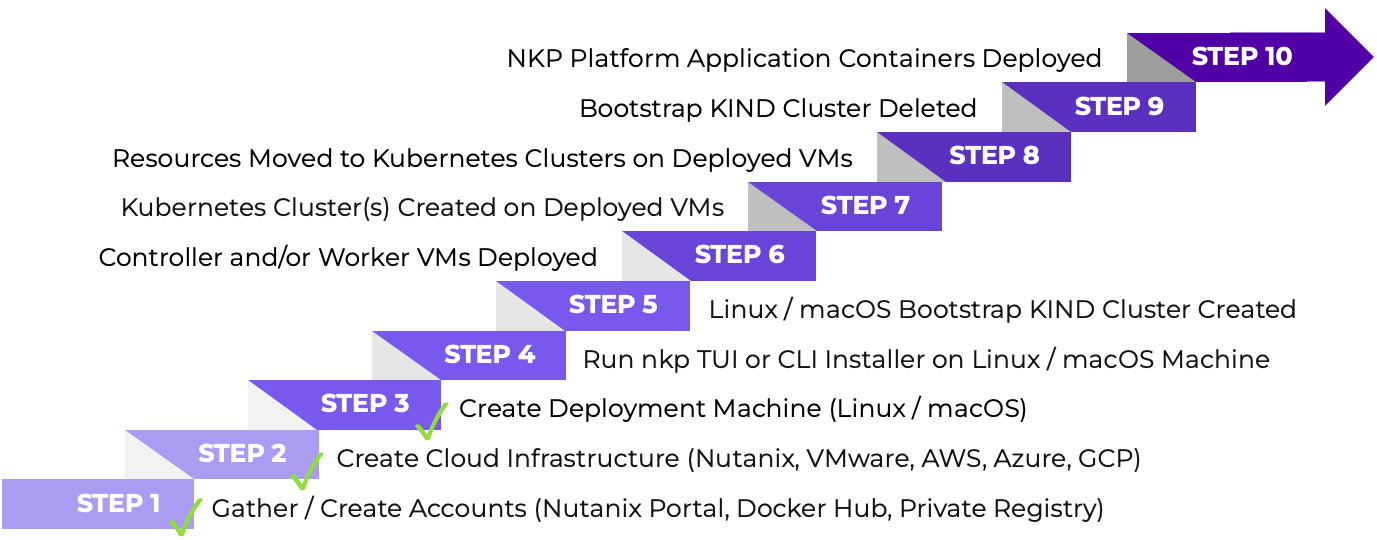 NKP Platform Application Containers Deployed STEP 10
Bootstrap KIND Cluster Deleted STEP 9
Resources Moved to Kubernetes Clusters on Deployed VMs STEP 8
Kubernetes Cluster(s) Created on Deployed VMs STEP 7
Controller and/or Worker VMs Deployed STEP 6
STEP 5 Linux / macOS Bootstrap KIND Cluster Created
STEP 4 Run nkp TUI or CLI Installer on Linux / macOS Machine
STEP 3 Create Deployment Machine (Linux / macOS)
STEP 2 Create Cloud Infrastructure (Nutanix, VMware, AWS, Azure, GCP)
STEP 1 Gather / Create Accounts (Nutanix Portal, Docker Hub, Private Registry)